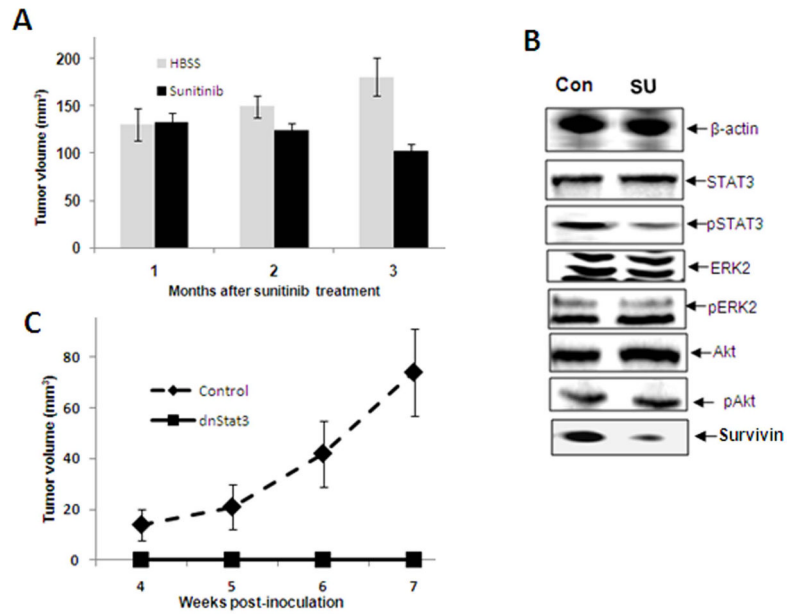 A
200
150
100
50
0
Tumor vloume (mm³)
HBSS
Sunitinib
1 2 3
Months after sunitinib treatment
B
Con SU
β-actin
STAT3
pSTAT3
ERK2
pERK2
Akt
pAkt
Survivin
C
80
60
40
20
0
Tumor volume (mm³)
Control
dnStat3
4 5 6 7
Weeks post-inoculation